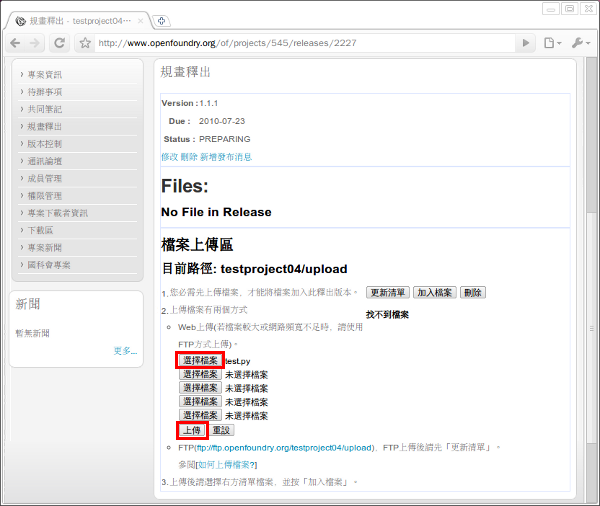 規畫釋出 - testproject04···
http://www.openfoundry.org/of/projects/545/releases/2227
專案資訊
待辦事項
共同筆記
規畫釋出
版本控制
通訊論壇
成員管理
權限管理
專案下載者資訊
下載區
專案新聞
國科會專案
新聞
暫無新聞
更多...
規畫釋出
Version : 1.1.1
Due : 2010-07-23
Status : PREPARING
修改 刪除 新增發布消息
Files:
No File in Release
檔案上傳區
目前路徑: testproject04/upload
1. 您必需先上傳檔案，才能將檔案加入此釋出版本。
2. 上傳檔案有兩個方式
Web上傳(若檔案較大或網路頻寬不足時，請使用
FTP方式上傳)。
選擇檔案 test.py
選擇檔案 未選擇檔案
選擇檔案 未選擇檔案
選擇檔案 未選擇檔案
選擇檔案 未選擇檔案
上傳 重設
FTP(ftp://ftp.openfoundry.org/testproject04/upload)，FTP上傳後請先「更新清單」。
參閱[如何上傳檔案?]
3. 上傳後請選擇右方清單檔案，並按「加入檔案」。
更新清單 加入檔案 刪除
找不到檔案